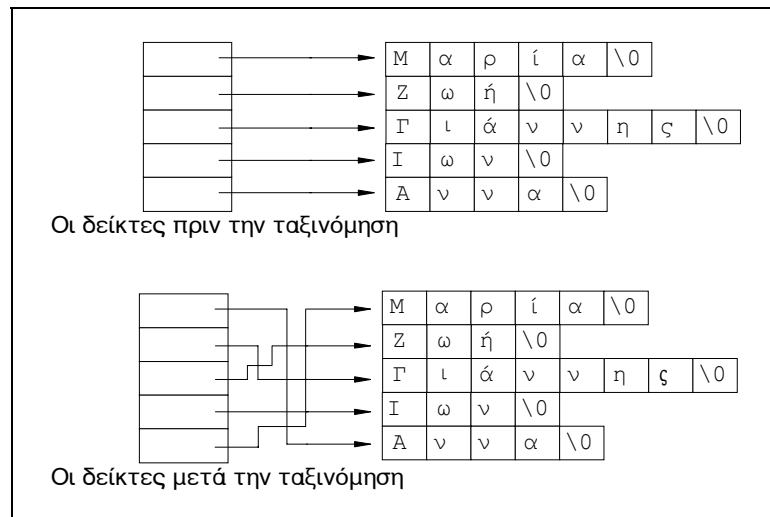 Μ α ρ ί α \0
Ζ ω ή \0
Γ ι ά ν ν η ς \0
Ι ω ν \0
Α ν ν α \0
Οι δείκτες πριν την ταξινόμηση
Μ α ρ ί α \0
Ζ ω ή \0
Γ ι ά ν ν η ς \0
Ι ω ν \0
Α ν ν α \0
Οι δείκτες μετά την ταξινόμηση